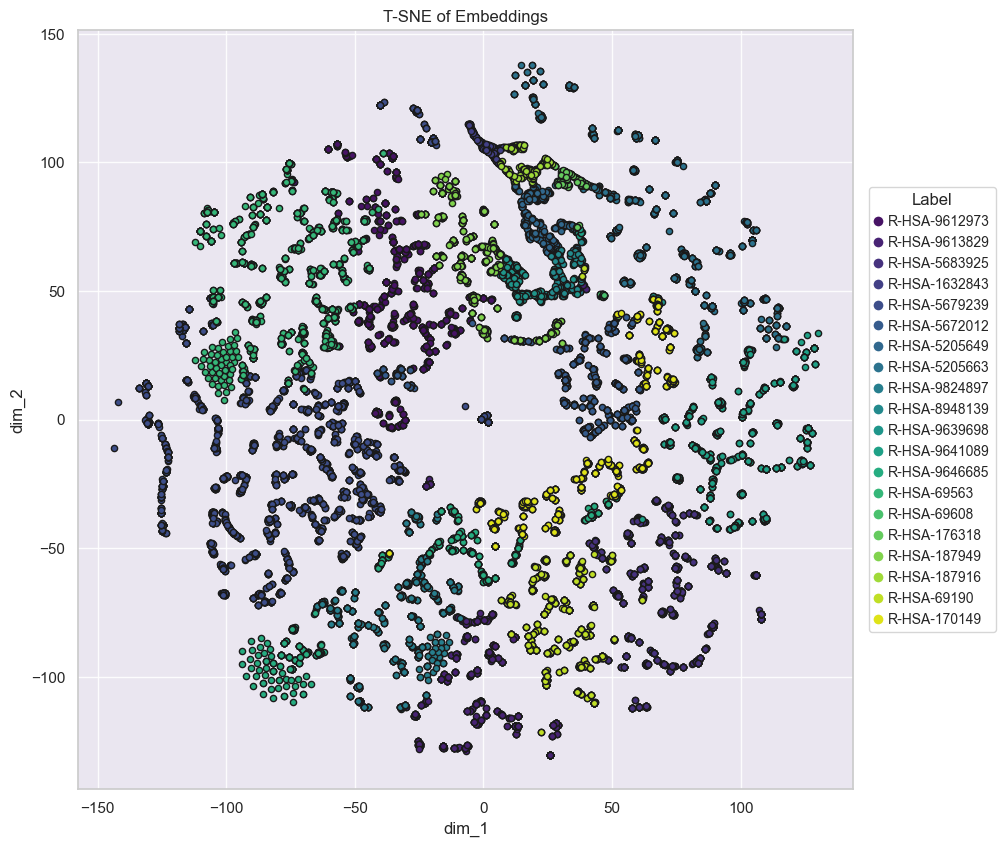 T-SNE of Embeddings
150
100
50
0
−50
−100
dim_2
−150
−100
−50
0
50
100
dim_1
Label
R-HSA-9612973
R-HSA-9613829
R-HSA-5683925
R-HSA-1632843
R-HSA-5679239
R-HSA-5672012
R-HSA-5205649
R-HSA-5205663
R-HSA-9824897
R-HSA-8948139
R-HSA-9639698
R-HSA-9641089
R-HSA-9646685
R-HSA-69563
R-HSA-69608
R-HSA-176318
R-HSA-187949
R-HSA-187916
R-HSA-69190
R-HSA-170149